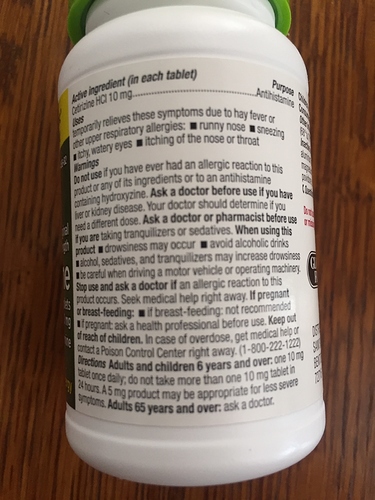 Active ingredient (in each tablet) Purpose
Cetirizine HCl 10 mg Antihistamine
Uses
temporarily relieves these symptoms due to hay fever or
other upper respiratory allergies: ■ runny nose ■ sneezing
■ itchy, watery eyes ■ itching of the nose or throat
Warnings
Do not use if you have ever had an allergic reaction to this
product or any of its ingredients or to an antihistamine
containing hydroxyzine. Ask a doctor before use if you have
liver or kidney disease. Your doctor should determine if you
need a different dose. Ask a doctor or pharmacist before use
if you are taking tranquilizers or sedatives. When using this
product ■ drowsiness may occur ■ avoid alcoholic drinks
■ alcohol, sedatives, and tranquilizers may increase drowsiness
■ be careful when driving a motor vehicle or operating machinery.
Stop use and ask a doctor if an allergic reaction to this
product occurs. Seek medical help right away. If pregnant
or breast-feeding: ■ if breast-feeding: not recommended
■ if pregnant: ask a health professional before use. Keep out
of reach of children. In case of overdose, get medical help or
contact a Poison Control Center right away. (1-800-222-1222)
Directions Adults and children 6 years and over: one 10 mg
tablet once daily; do not take more than one 10 mg tablet in
24 hours. A 5 mg product may be appropriate for less severe
symptoms. Adults 65 years and over: ask a doctor.